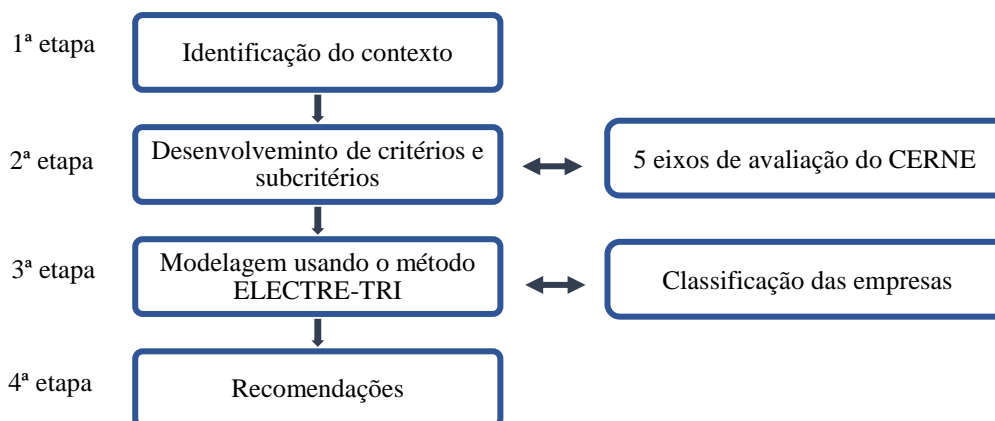 1ª etapa
Identificação do contexto
2ª etapa
Desenvolveminto de critérios e
subcritérios
5 eixos de avaliação do CERNE
3ª etapa
Modelagem usando o método
ELECTRE-TRI
Classificação das empresas
4ª etapa
Recomendações